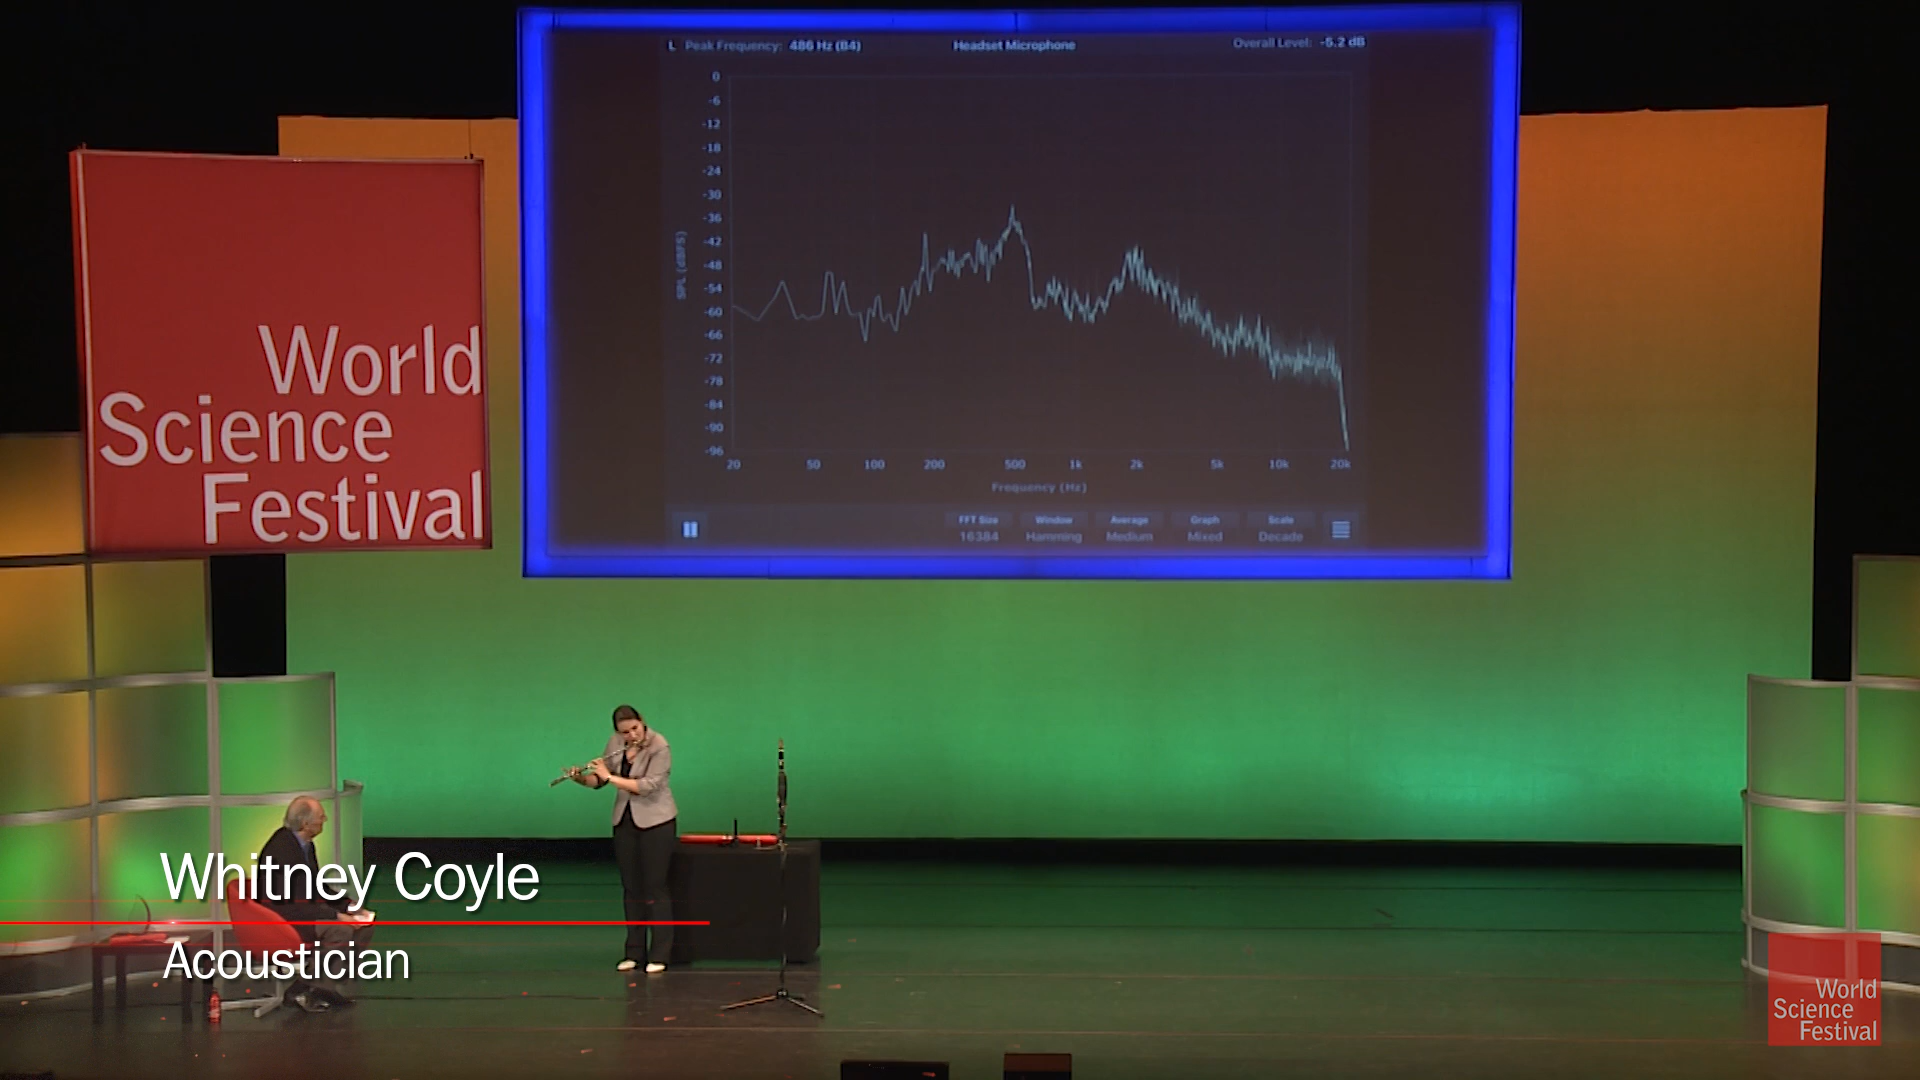 L Peak Frequency: 486 Hz (B4) Headset Microphone Overall Level: -5.2 dB
0
-6
-12
-18
-24
-30
-36
-42
-48
-54
-60
-66
-72
-78
-84
-90
-96
SPL (dBFS)
20 50 100 200 500 1k 2k 5k 10k 20k
Frequency (Hz)
FFT Size Window Average Graph Scale
16384 Hamming Medium Mixed Decade
World
Science
Festival
Whitney Coyle
Acoustician
World
Science
Festival